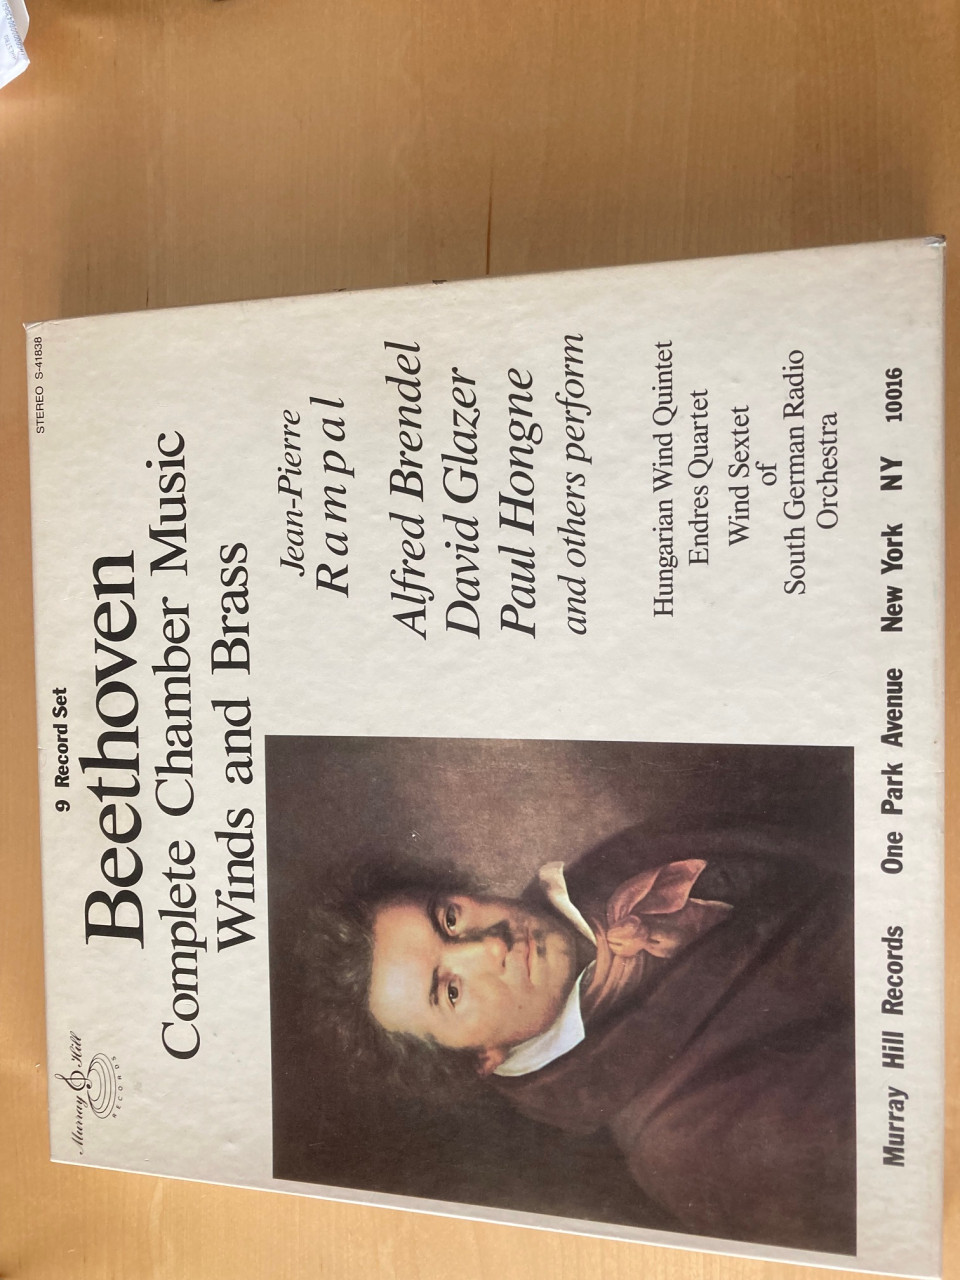 STEREO S-41838
Murray Hill
RECORDS
9 Record Set
Beethoven
Complete Chamber Music
Winds and Brass
Jean-Pierre
Rampal
Alfred Brendel
David Glazer
Paul Hongne
and others perform
Hungarian Wind Quintet
Endres Quartet
Wind Sextet
of
South German Radio
Orchestra
Murray Hill Records One Park Avenue New York NY 10016